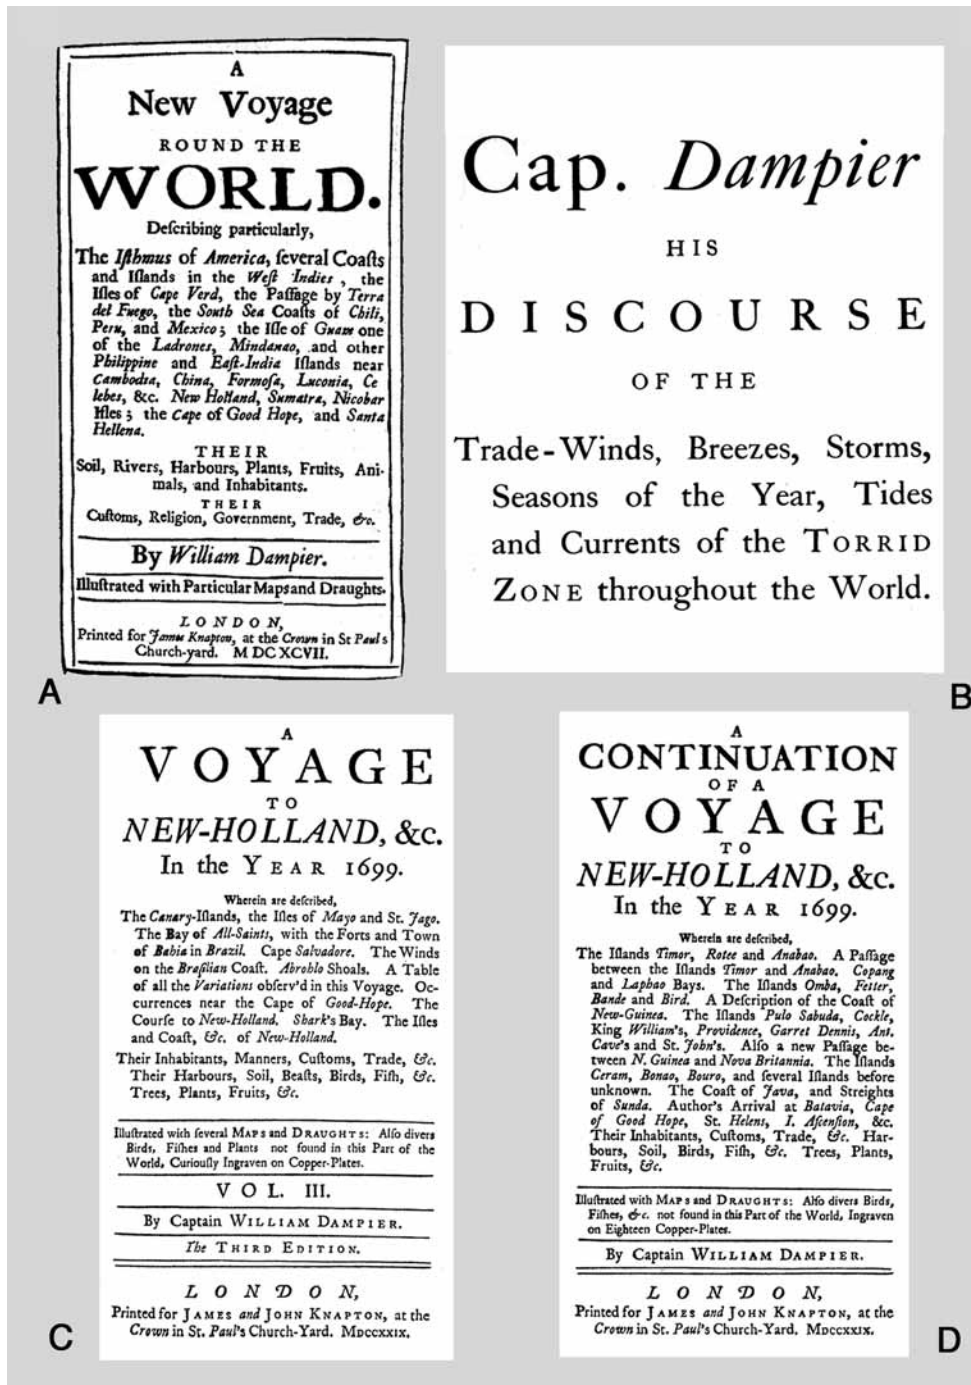 A
New Voyage
ROUND THE
WORLD.
Deſcribing particularly,
The Iſthmus of America, ſeveral Coaſts
and Iſlands in the Weſt Indies, the
Iſles of Cape Verd, the Paſſage by Terra
del Fuego, the South Sea Coaſts of Chili,
Peru, and Mexico; the Iſle of Guam one
of the Ladrones, Mindanao, and other
Philippine and Eaſt-India Iſlands near
Cambodia, China, Formoſa, Luconia, Ce
lebes, &c. New Holland, Sumatra, Nicobar
Iſles; the Cape of Good Hope, and Santa
Hellena.
THEIR
Soil, Rivers, Harbours, Plants, Fruits, Ani-
mals, and Inhabitants.
THEIR
Cuſtoms, Religion, Government, Trade, &c.
By William Dampier.
Illuſtrated with Particular Maps and Draughts.
LONDON,
Printed for James Knapton, at the Crown in St Paul's
Church-yard. M DC XCVII.
A
Cap. Dampier
HIS
DISCOURSE
OF THE
Trade-Winds, Breezes, Storms,
Seasons of the Year, Tides
and Currents of the TORRID
ZONE throughout the World.
B
A
VOYAGE
TO
NEW-HOLLAND, &c.
In the YEAR 1699.
Wherein are deſcribed,
The Canary-Iſlands, the Iſles of Mayo and St. Jago.
The Bay of All-Saints, with the Forts and Town
of Bahia in Brazil. Cape Salvadore. The Winds
on the Braſilian Coaſt. Abrohlo Shoals. A Table
of all the Variations obſerv'd in this Voyage. Oc-
currences near the Cape of Good-Hope. The
Courſe to New-Holland. Shark's Bay. The Iſles
and Coaſt, &c. of New-Holland.
Their Inhabitants, Manners, Cuſtoms, Trade, &c.
Their Harbours, Soil, Beaſts, Birds, Fiſh, &c.
Trees, Plants, Fruits, &c.
Illuſtrated with ſeveral MAPS and DRAUGHTS: Alſo divers
Birds, Fiſhes and Plants not found in this Part of the
World, Curiouſly Ingraven on Copper-Plates.
VOL. III.
By Captain WILLIAM DAMPIER.
The THIRD EDITION.
LONDON,
Printed for JAMES and JOHN KNAPTON, at the
Crown in St. Paul's Church-Yard. MDCCXXIX.
C
A
CONTINUATION
OF A
VOYAGE
TO
NEW-HOLLAND, &c.
In the YEAR 1699.
Wherein are deſcribed,
The Iſlands Timor, Rotee and Anabao. A Paſſage
between the Iſlands Timor and Anabao. Copang
and Laphao Bays. The Iſlands Omba, Fetter,
Bande and Bird. A Deſcription of the Coaſt of
New-Guinea. The Iſlands Pulo Sabuda, Cockle,
King William's, Providence, Garret Dennis, Ant.
Cave's and St. John's. Alſo a new Paſſage be-
tween N. Guinea and Nova Britannia. The Iſlands
Ceram, Bonao, Bouro, and ſeveral Iſlands before
unknown. The Coaſt of Java, and Streights
of Sunda. Author's Arrival at Batavia, Cape
of Good Hope, St. Helens, I. Aſcenſion, &c.
Their Inhabitants, Cuſtoms, Trade, &c. Har-
bours, Soil, Birds, Fiſh, &c. Trees, Plants,
Fruits, &c.
Illuſtrated with MAPS and DRAUGHTS: Alſo divers Birds,
Fiſhes, &c. not found in this Part of the World, Ingraven
on Eighteen Copper-Plates.
By Captain WILLIAM DAMPIER.
LONDON,
Printed for JAMES and JOHN KNAPTON, at the
Crown in St. Paul's Church-Yard. MDCCXXIX.
D